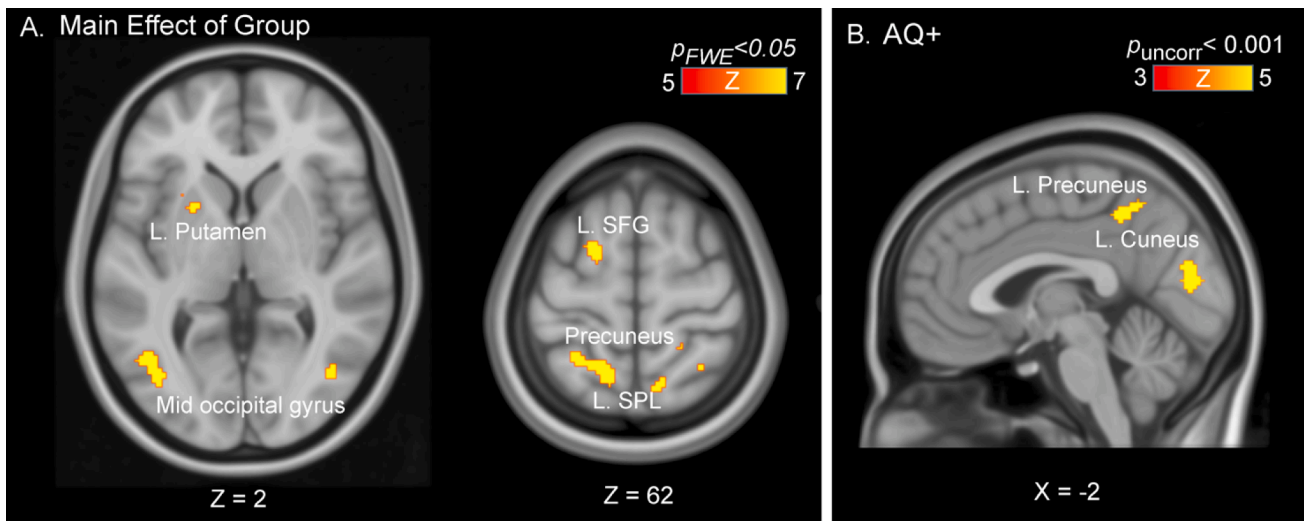 A. Main Effect of Group
pFWE<0.05
5 Z 7
L. Putamen
Mid occipital gyrus
Z = 2
L. SFG
Precuneus
L. SPL
Z = 62
B. AQ+
puncorr< 0.001
3 Z 5
L. Precuneus
L. Cuneus
X = -2